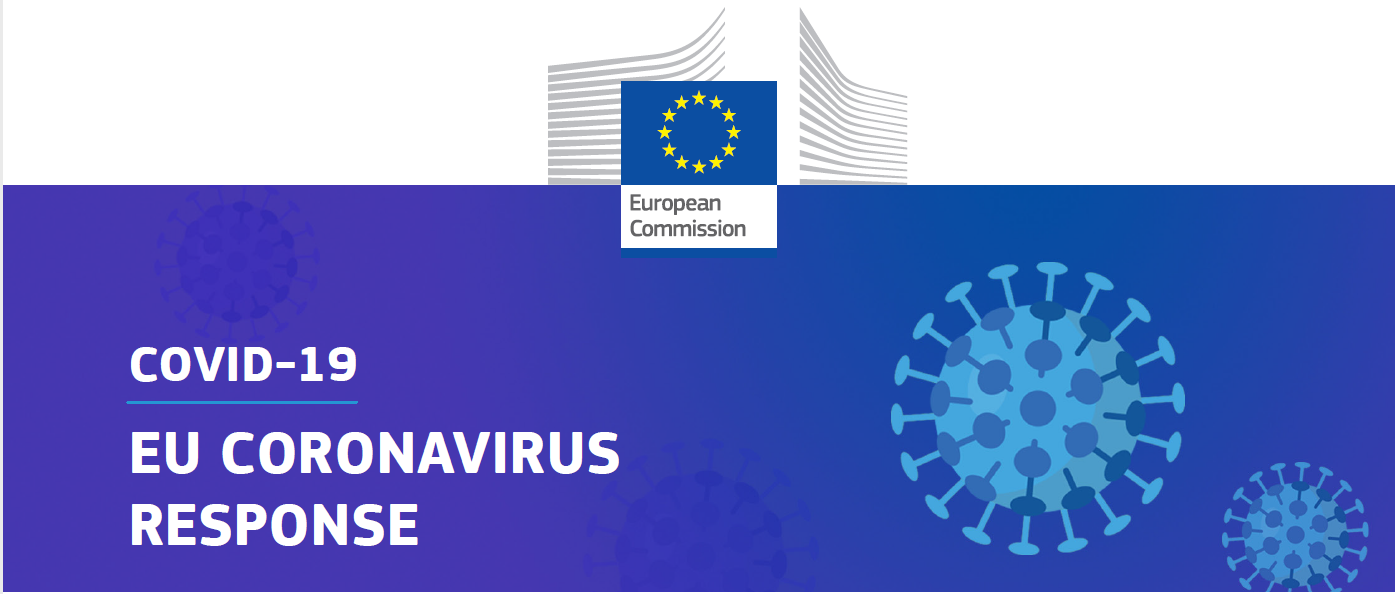 European
Commission
COVID-19
EU CORONAVIRUS
RESPONSE